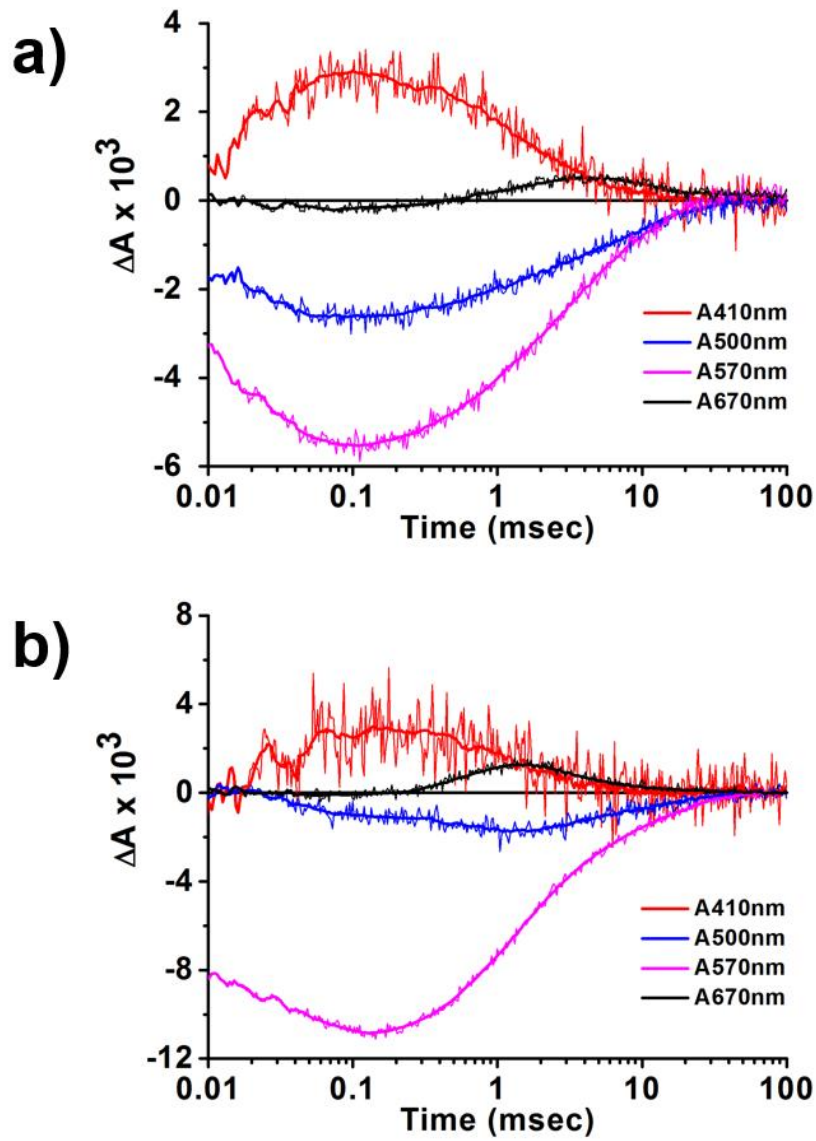 a)
4
2
0
-2
-4
-6
ΔA x 10³
A410nm
A500nm
A570nm
A670nm
0.01 0.1 1 10 100
Time (msec)
b)
8
4
0
-4
-8
-12
ΔA x 10³
A410nm
A500nm
A570nm
A670nm
0.01 0.1 1 10 100
Time (msec)